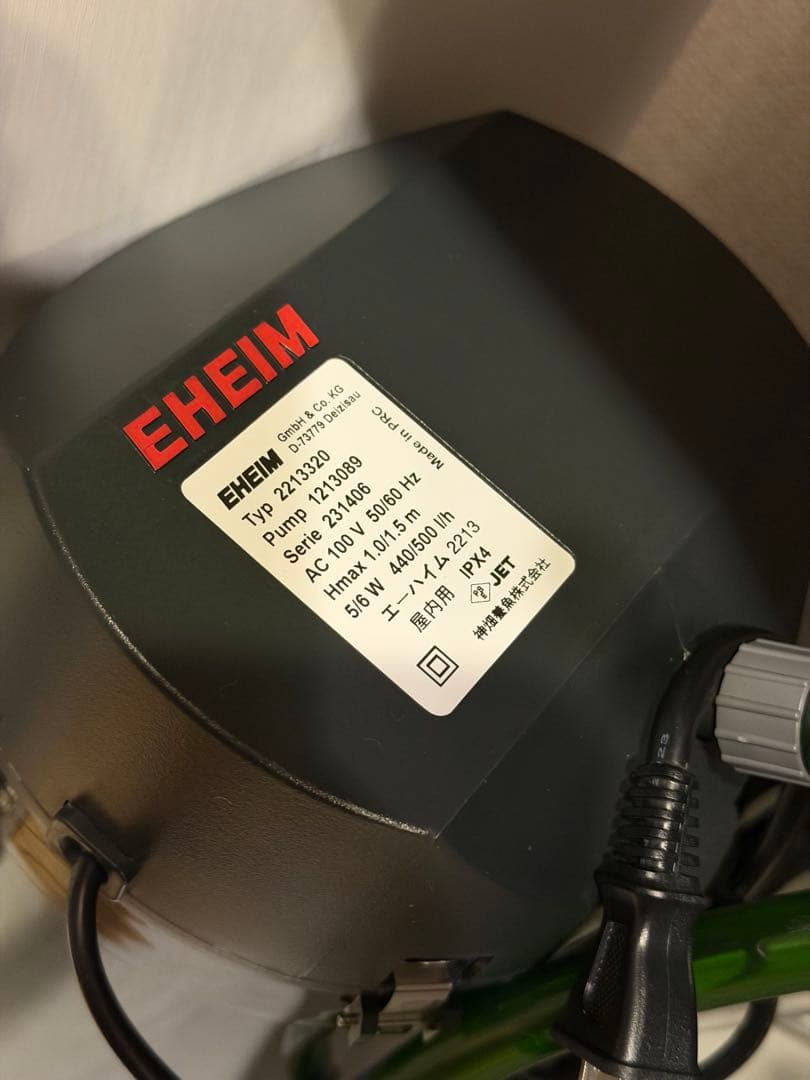 EHEIM
EHEIM GmbH & Co. KG
D-73779 Deizisau
Typ 2213320
Pump 1213089
Made in PRC
Serie 231406
AC 100 V 50/60 Hz
Hmax 1.0/1.5 m
5/6 W 440/500 l/h
エーハイム 2213
屋内用 IPX4
PS E JET
神畑養魚株式会社
23